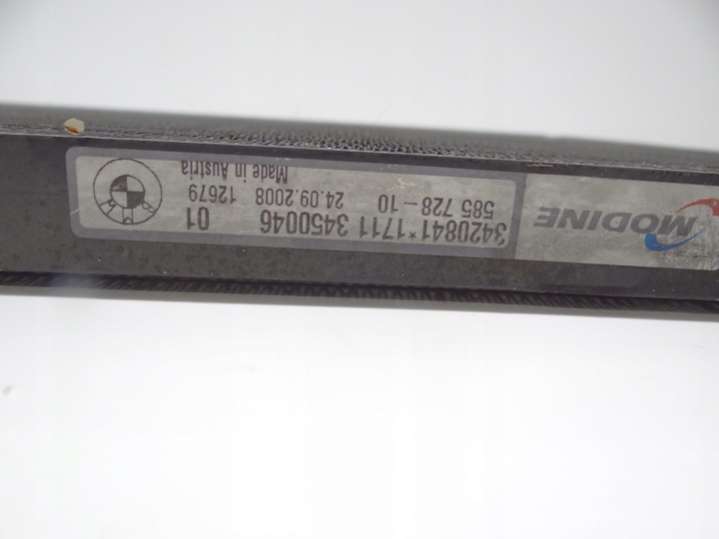 MODINE
3420841*1711 3450046 01
585 728-10 24.09.2008 12679
Made in Austria